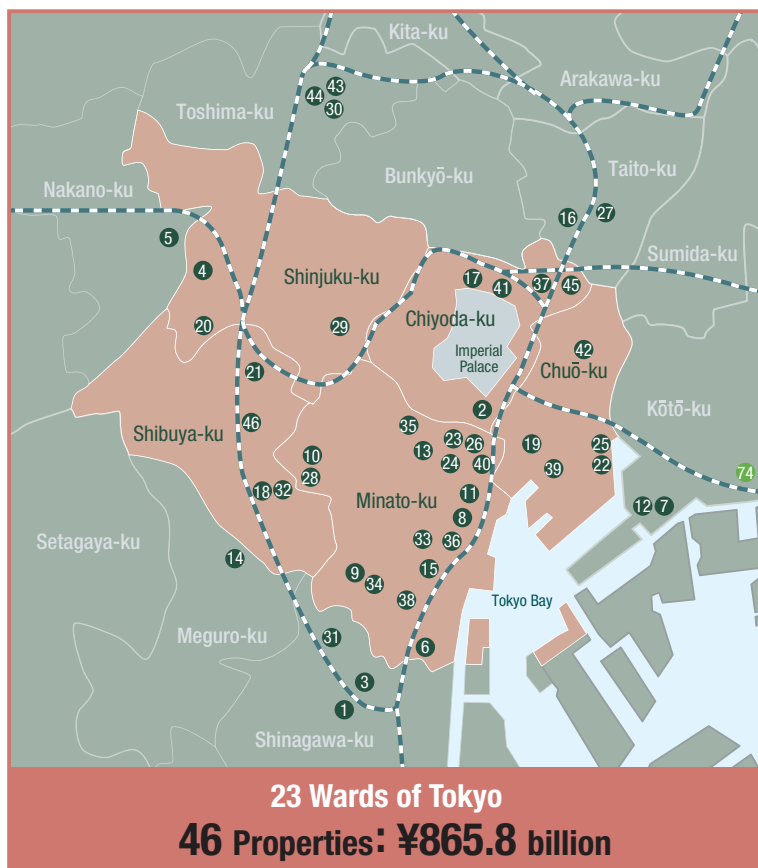 Kita-ku
Arakawa-ku
43
44
30
Toshima-ku
Bunkyō-ku
Taito-ku
Nakano-ku
16
27
5
Sumida-ku
4
Shinjuku-ku
17
41
37
45
Chiyoda-ku
20
29
Imperial
Palace
42
Chuō-ku
21
2
Kōtō-ku
Shibuya-ku
46
35
23
26
19
25
13
10
24
40
39
22
74
28
18
32
Minato-ku
11
12
7
8
Setagaya-ku
33
36
14
9
34
15
38
Tokyo Bay
Meguro-ku
31
6
3
1
Shinagawa-ku
23 Wards of Tokyo
46 Properties: ¥865.8 billion